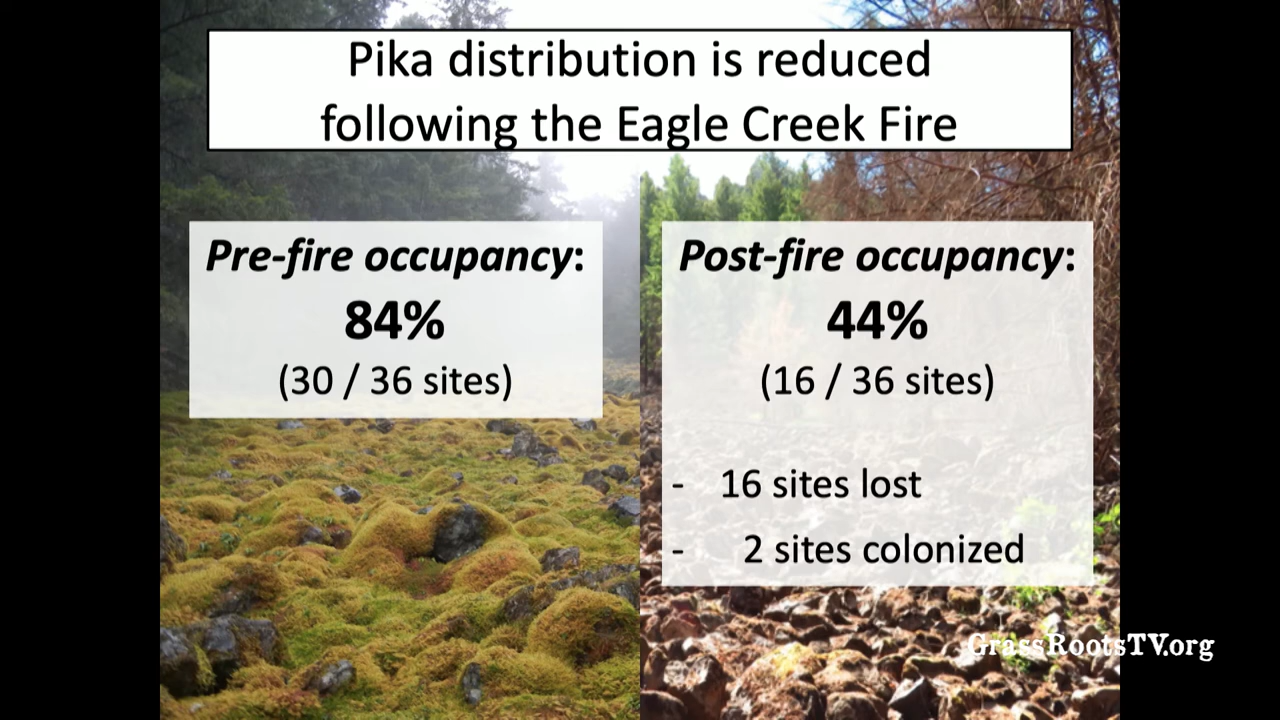 Pika distribution is reduced
following the Eagle Creek Fire
Pre-fire occupancy:
84%
(30 / 36 sites)
Post-fire occupancy:
44%
(16 / 36 sites)
- 16 sites lost
- 2 sites colonized
GrassRootsTV.org